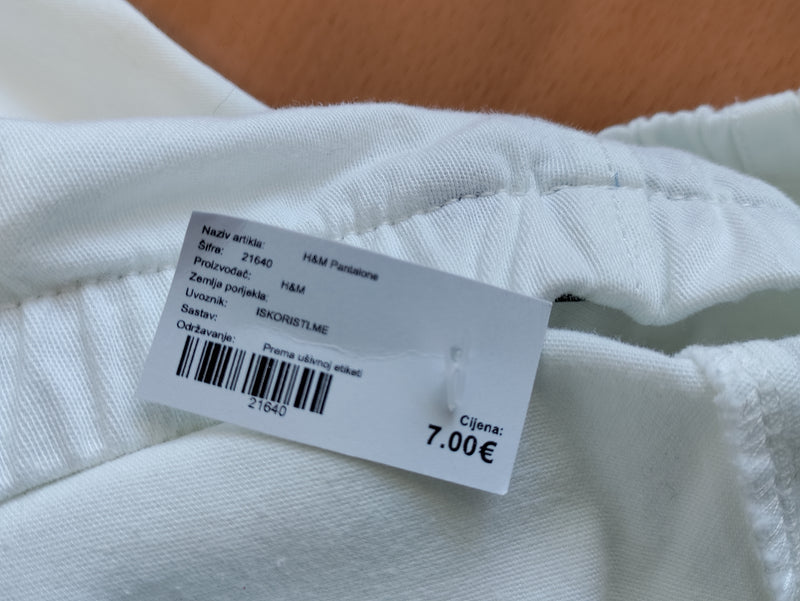 Naziv artikla: H&M Pantalone
Šifra: 21640
Proizvođač: H&M
Zemlja porijekla:
Uvoznik: ISKORISTI.ME
Sastav:
Održavanje: Prema ušivnoj etiketi
21640
Cijena:
7.00€